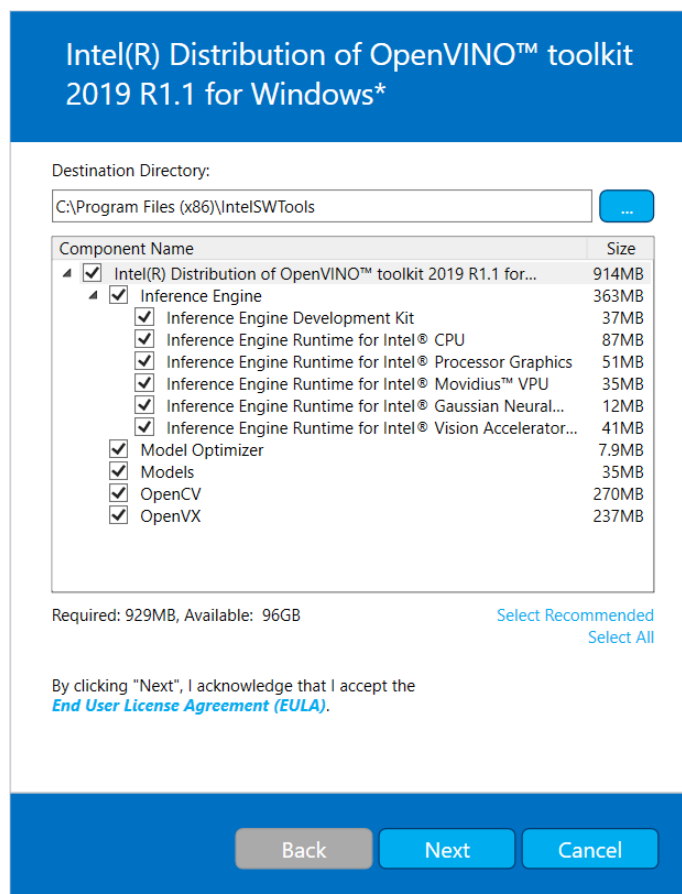 Intel(R) Distribution of OpenVINO™ toolkit
2019 R1.1 for Windows*
Destination Directory:
C:\Program Files (x86)\IntelSWTools
...
Component Name Size
Intel(R) Distribution of OpenVINO™ toolkit 2019 R1.1 for... 914MB
Inference Engine 363MB
Inference Engine Development Kit 37MB
Inference Engine Runtime for Intel® CPU 87MB
Inference Engine Runtime for Intel® Processor Graphics 51MB
Inference Engine Runtime for Intel® Movidius™ VPU 35MB
Inference Engine Runtime for Intel® Gaussian Neural... 12MB
Inference Engine Runtime for Intel® Vision Accelerator... 41MB
Model Optimizer 7.9MB
Models 35MB
OpenCV 270MB
OpenVX 237MB
Required: 929MB, Available: 96GB
Select Recommended
Select All
By clicking "Next", I acknowledge that I accept the
End User License Agreement (EULA).
Back Next Cancel